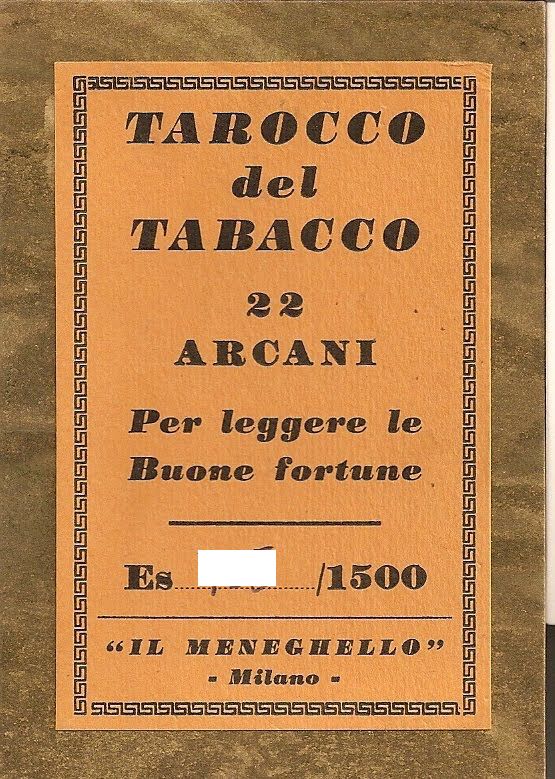 TAROCCO
del
TABACCO
22
ARCANI
Per leggere le
Buone fortune
Es /1500
"IL MENEGHELLO"
- Milano -